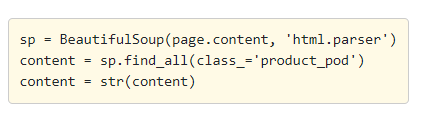 sp = BeautifulSoup(page.content, 'html.parser')
content = sp.find_all(class_='product_pod')
content = str(content)